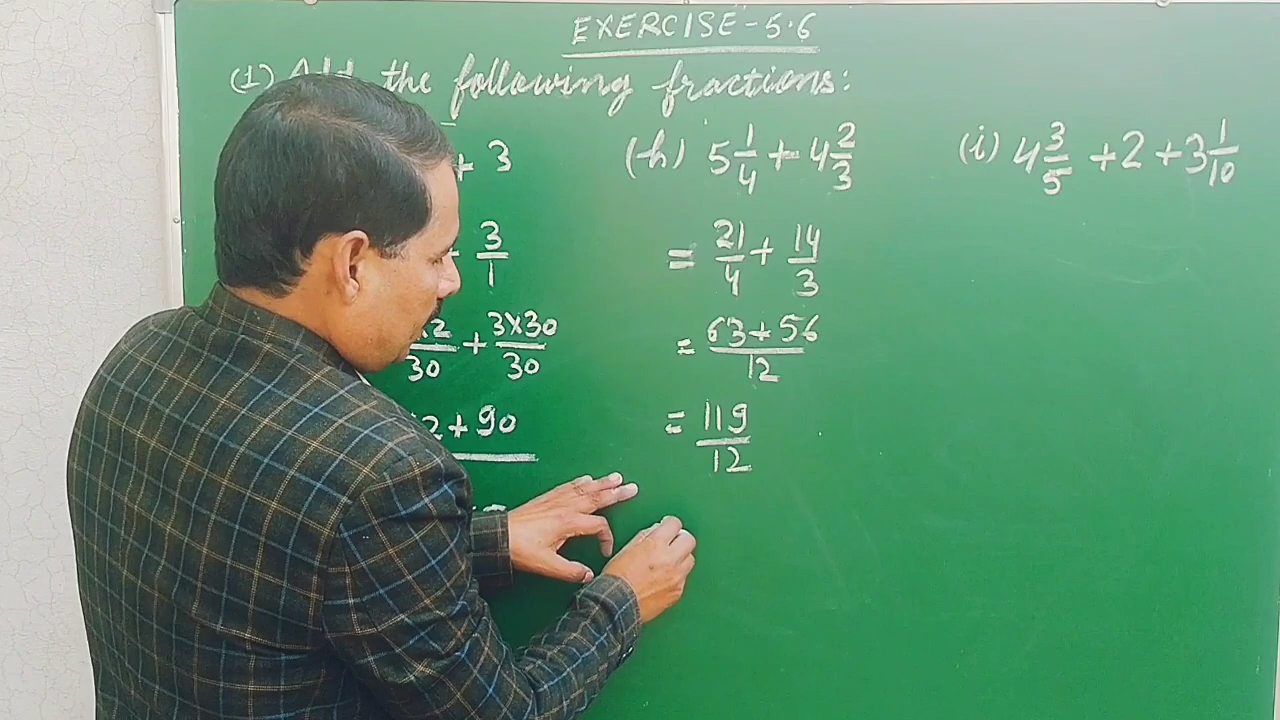 EXERCISE - 5.6
(1) the following fractions:
+ 3
3/1
2/30 + 3×30/30
2 + 90
(h) 5 1/4 + 4 2/3
= 21/4 + 14/3
= 63+56/12
= 119/12
(i) 4 3/5 + 2 + 3 1/10